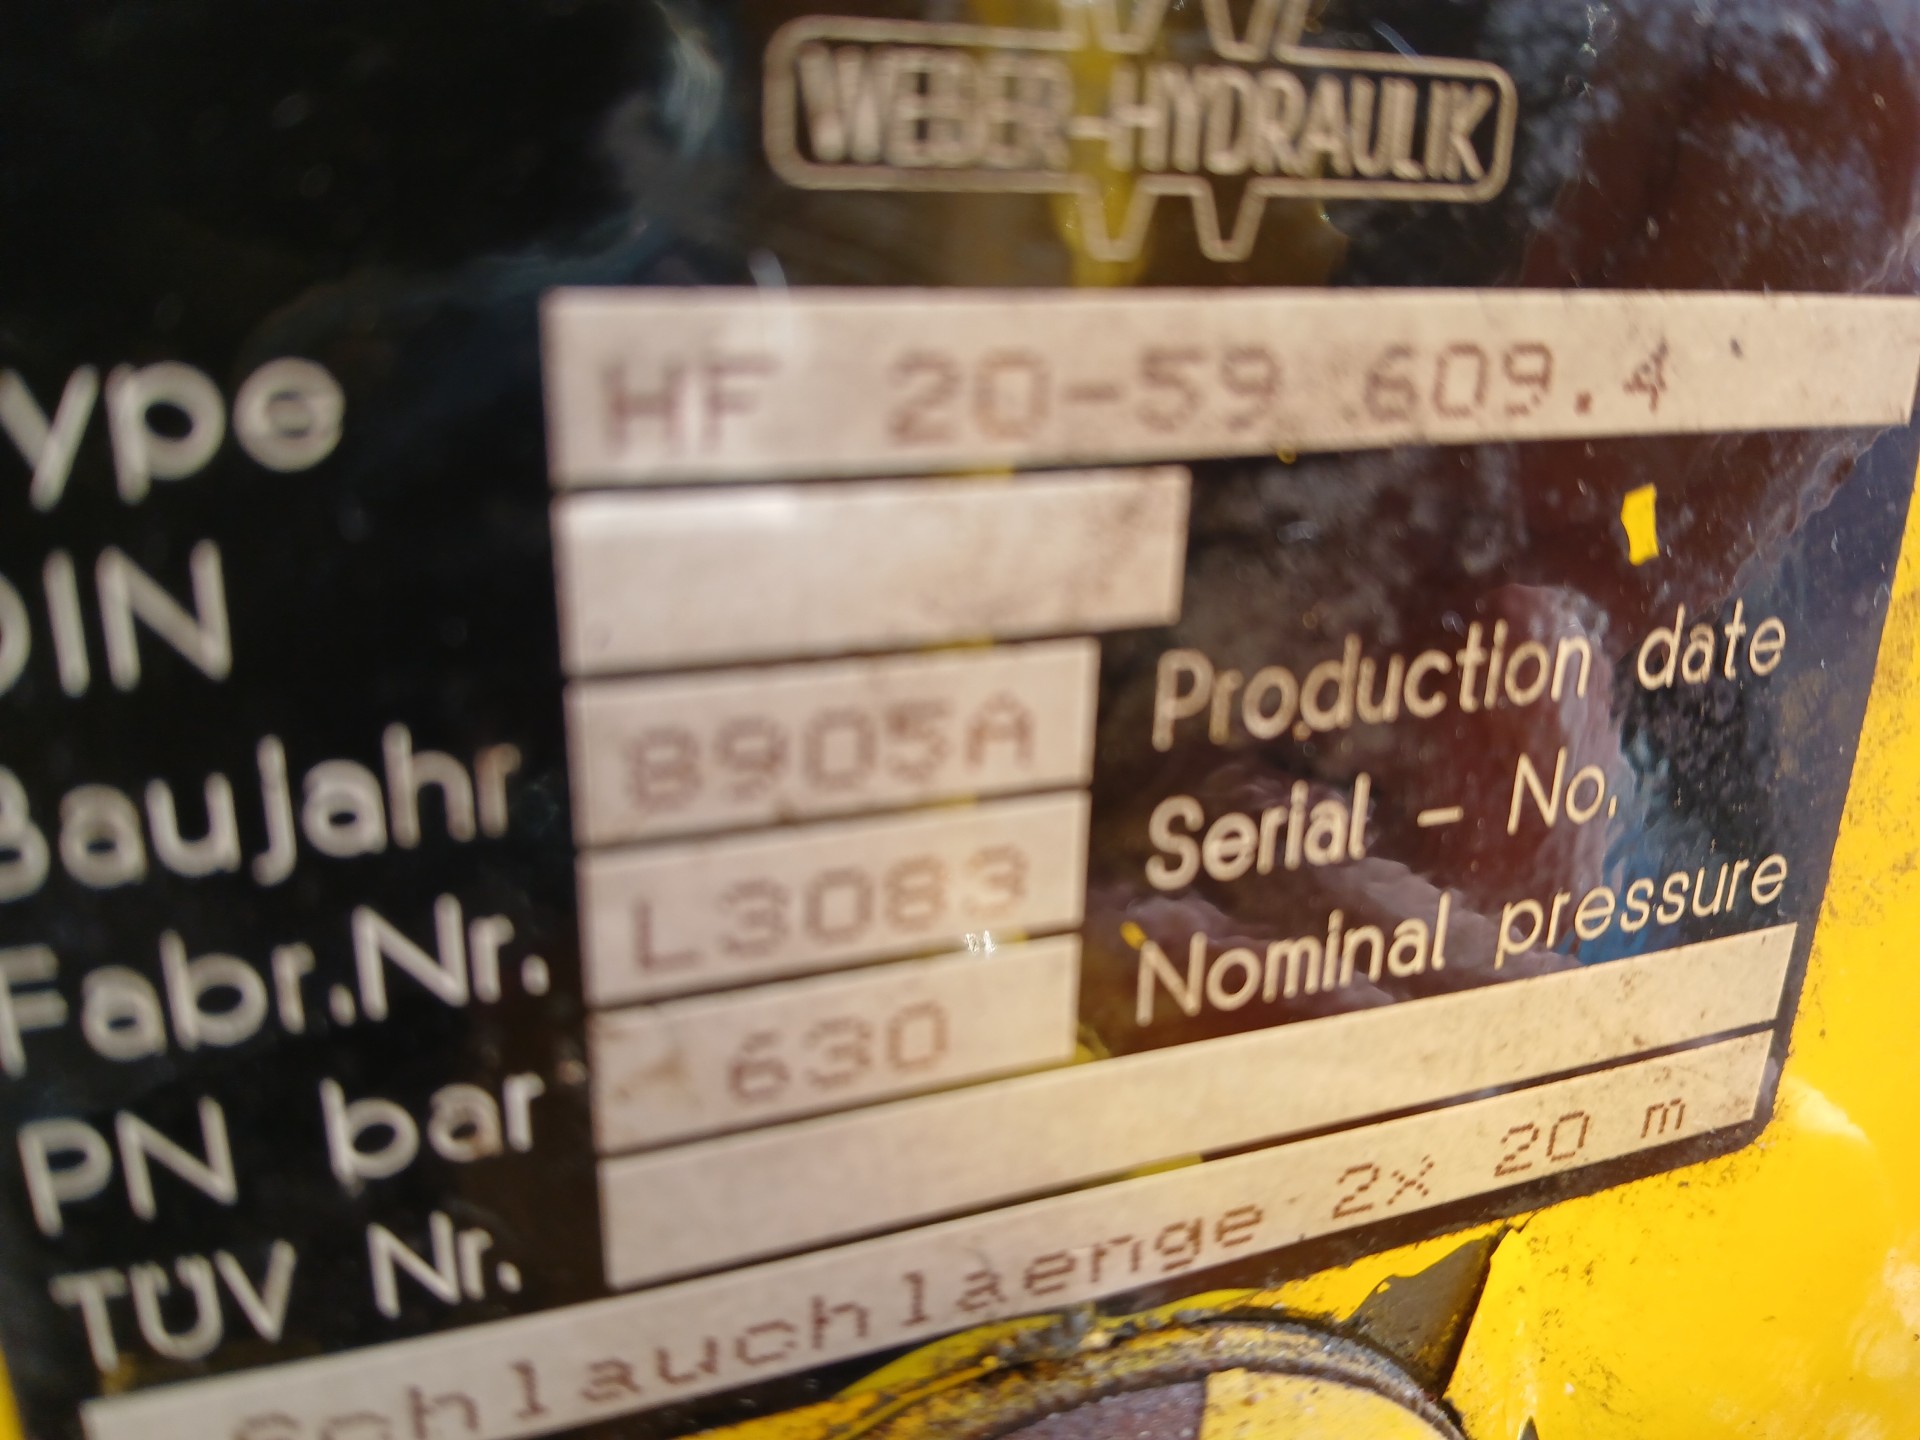 WEBER-HYDRAULIK
ype HF 20-59 609.4
DIN
Baujahr 8905A Production date
Fabr.Nr. L3083 Serial - No.
PN bar 630 Nominal pressure
TÜV Nr.
Schlauchlaenge 2x 20 m